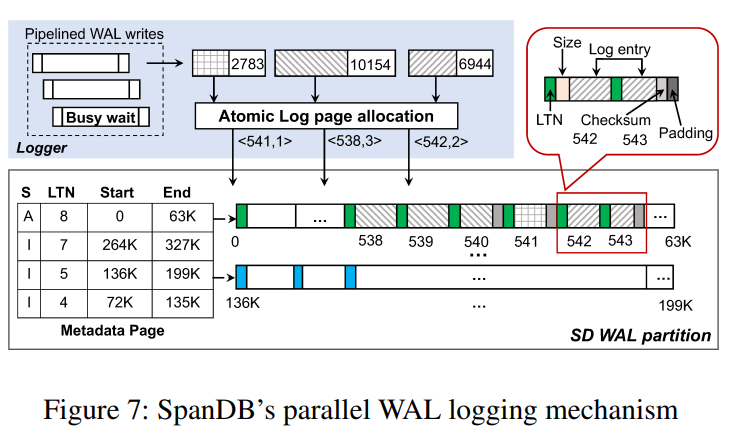 Pipelined WAL writes
Busy wait
Logger
2783
10154
6944
Atomic Log page allocation
<541,1>
<538,3>
<542,2>
Size
Log entry
LTN
Checksum
Padding
542
543
S LTN Start End
A 8 0 63K
I 7 264K 327K
I 5 136K 199K
I 4 72K 135K
Metadata Page
...
...
0 538 539 540 541 542 543 63K
...
...
...
136K ... 199K
SD WAL partition
Figure 7: SpanDB's parallel WAL logging mechanism